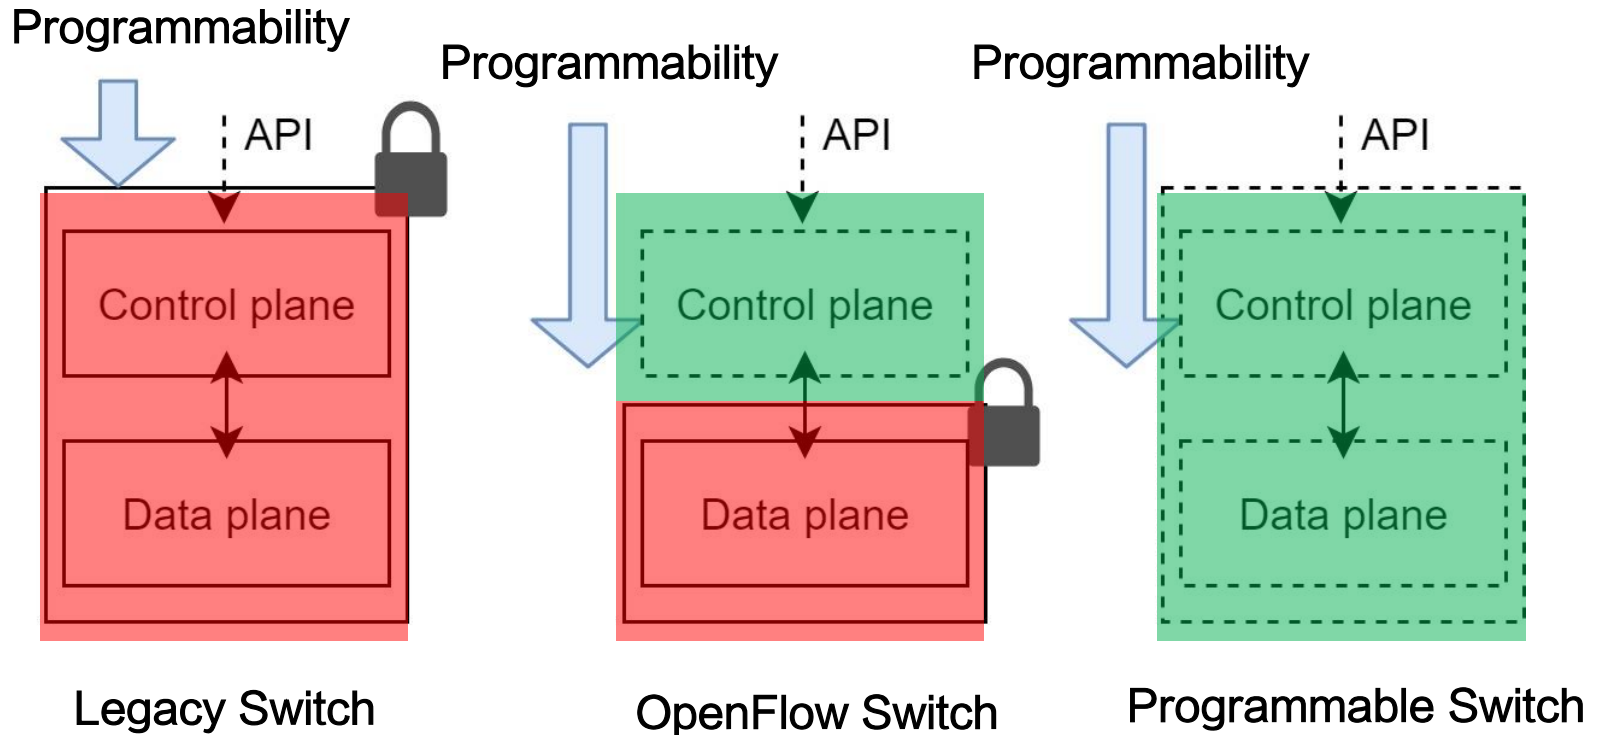 Programmability
API
Control plane
Data plane
Legacy Switch
Programmability
API
Control plane
Data plane
OpenFlow Switch
Programmability
API
Control plane
Data plane
Programmable Switch